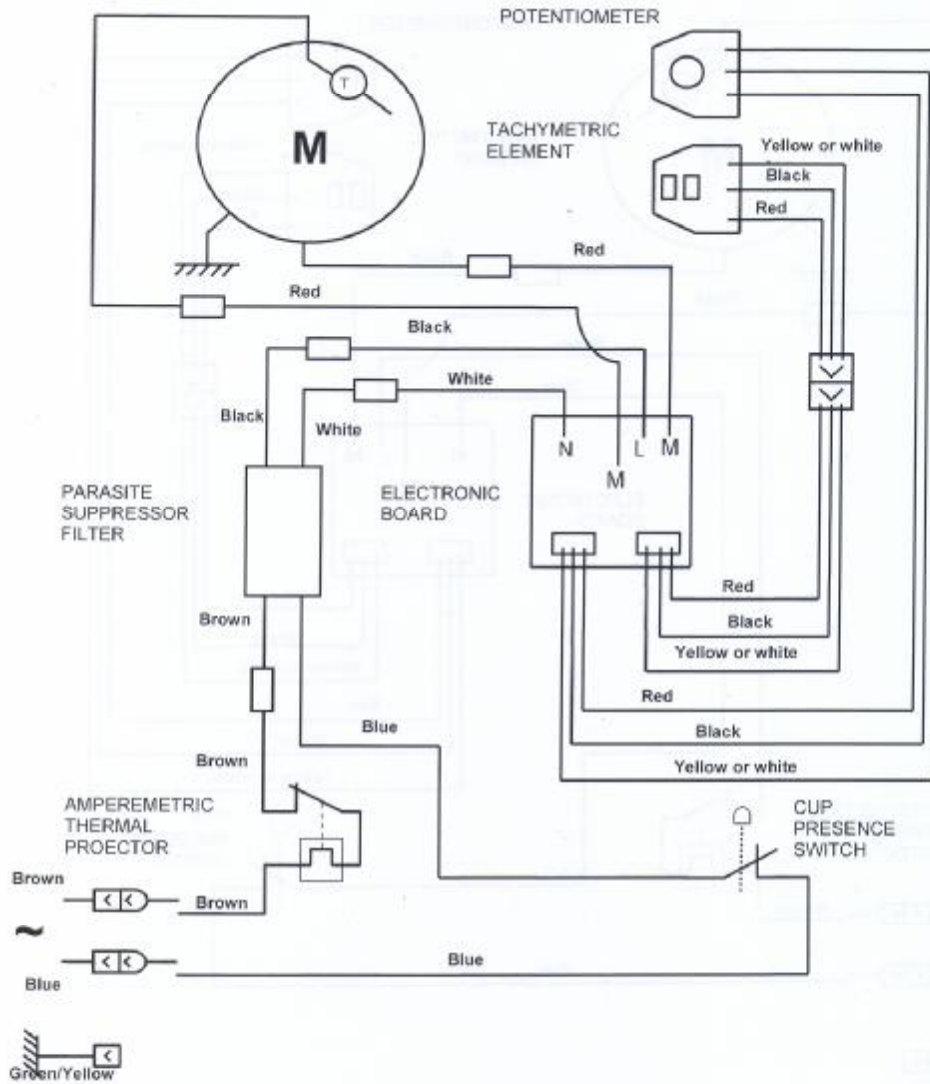 POTENTIOMETER
T
M
TACHYMETRIC
ELEMENT
Yellow or white
Black
Red
Red
Red
Black
White
Black
White
N
L
M
M
PARASITE
SUPPRESSOR
FILTER
ELECTRONIC
BOARD
Red
Brown
Black
Yellow or white
Red
Blue
Black
Brown
Yellow or white
AMPEREMETRIC
THERMAL
PROECTOR
CUP
PRESENCE
SWITCH
Brown
Brown
~
Blue
Blue
Green/Yellow